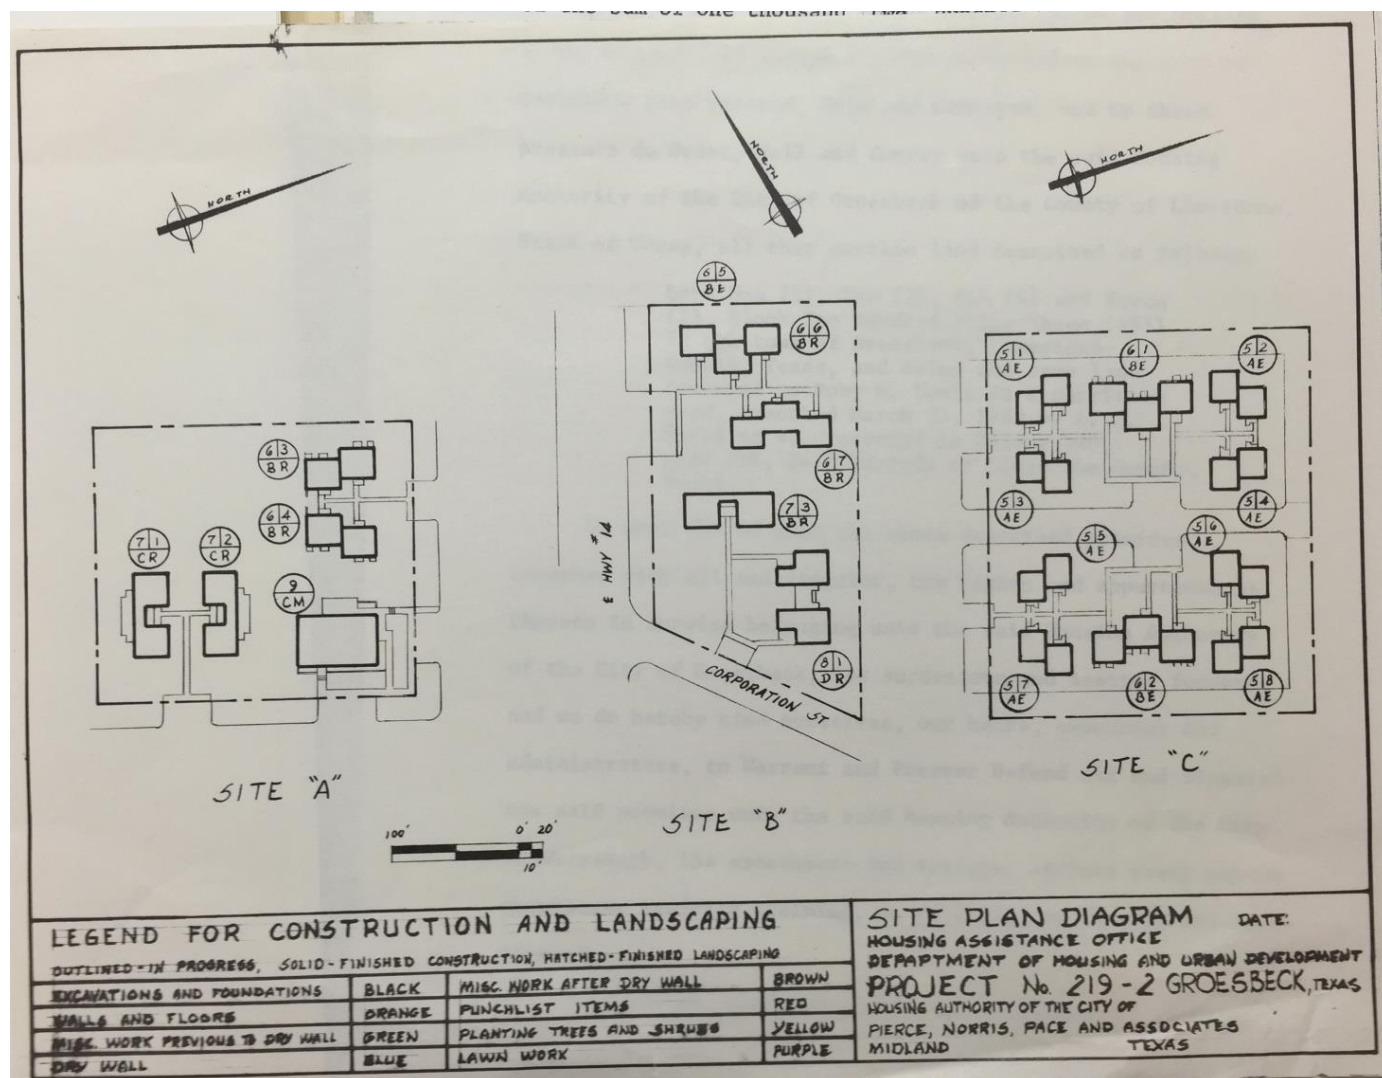 NORTH
NORTH
NORTH
6 5
BE
6 6
BR
6 7
BR
7 3
BR
8 1
DR
6 3
BR
6 4
BR
7 1
CR
7 2
CR
9
CM
5 1
AE
6 1
BE
5 2
AE
5 3
AE
5 4
AE
5 5
AE
5 6
AE
5 7
AE
6 2
BE
5 8
AE
E HWY # 14
CORPORATION ST
SITE "A"
SITE "B"
SITE "C"
100' 0' 20'
10'
LEGEND FOR CONSTRUCTION AND LANDSCAPING
OUTLINED-IN PROGRESS, SOLID-FINISHED CONSTRUCTION, HATCHED-FINISHED LANDSCAPING
EXCAVATIONS AND FOUNDATIONS BLACK MISC. WORK AFTER DRY WALL BROWN
WALLS AND FLOORS ORANGE PUNCHLIST ITEMS RED
MISC. WORK PREVIOUS TO DRY WALL GREEN PLANTING TREES AND SHRUBS YELLOW
DRY WALL BLUE LAWN WORK PURPLE
SITE PLAN DIAGRAM DATE:
HOUSING ASSISTANCE OFFICE
DEPAPTMENT OF HOUSING AND URBAN DEVELOPMENT
PROJECT No. 219-2 GROESBECK, TEXAS
HOUSING AUTHORITY OF THE CITY OF
PIERCE, NORRIS, PACE AND ASSOCIATES
MIDLAND TEXAS